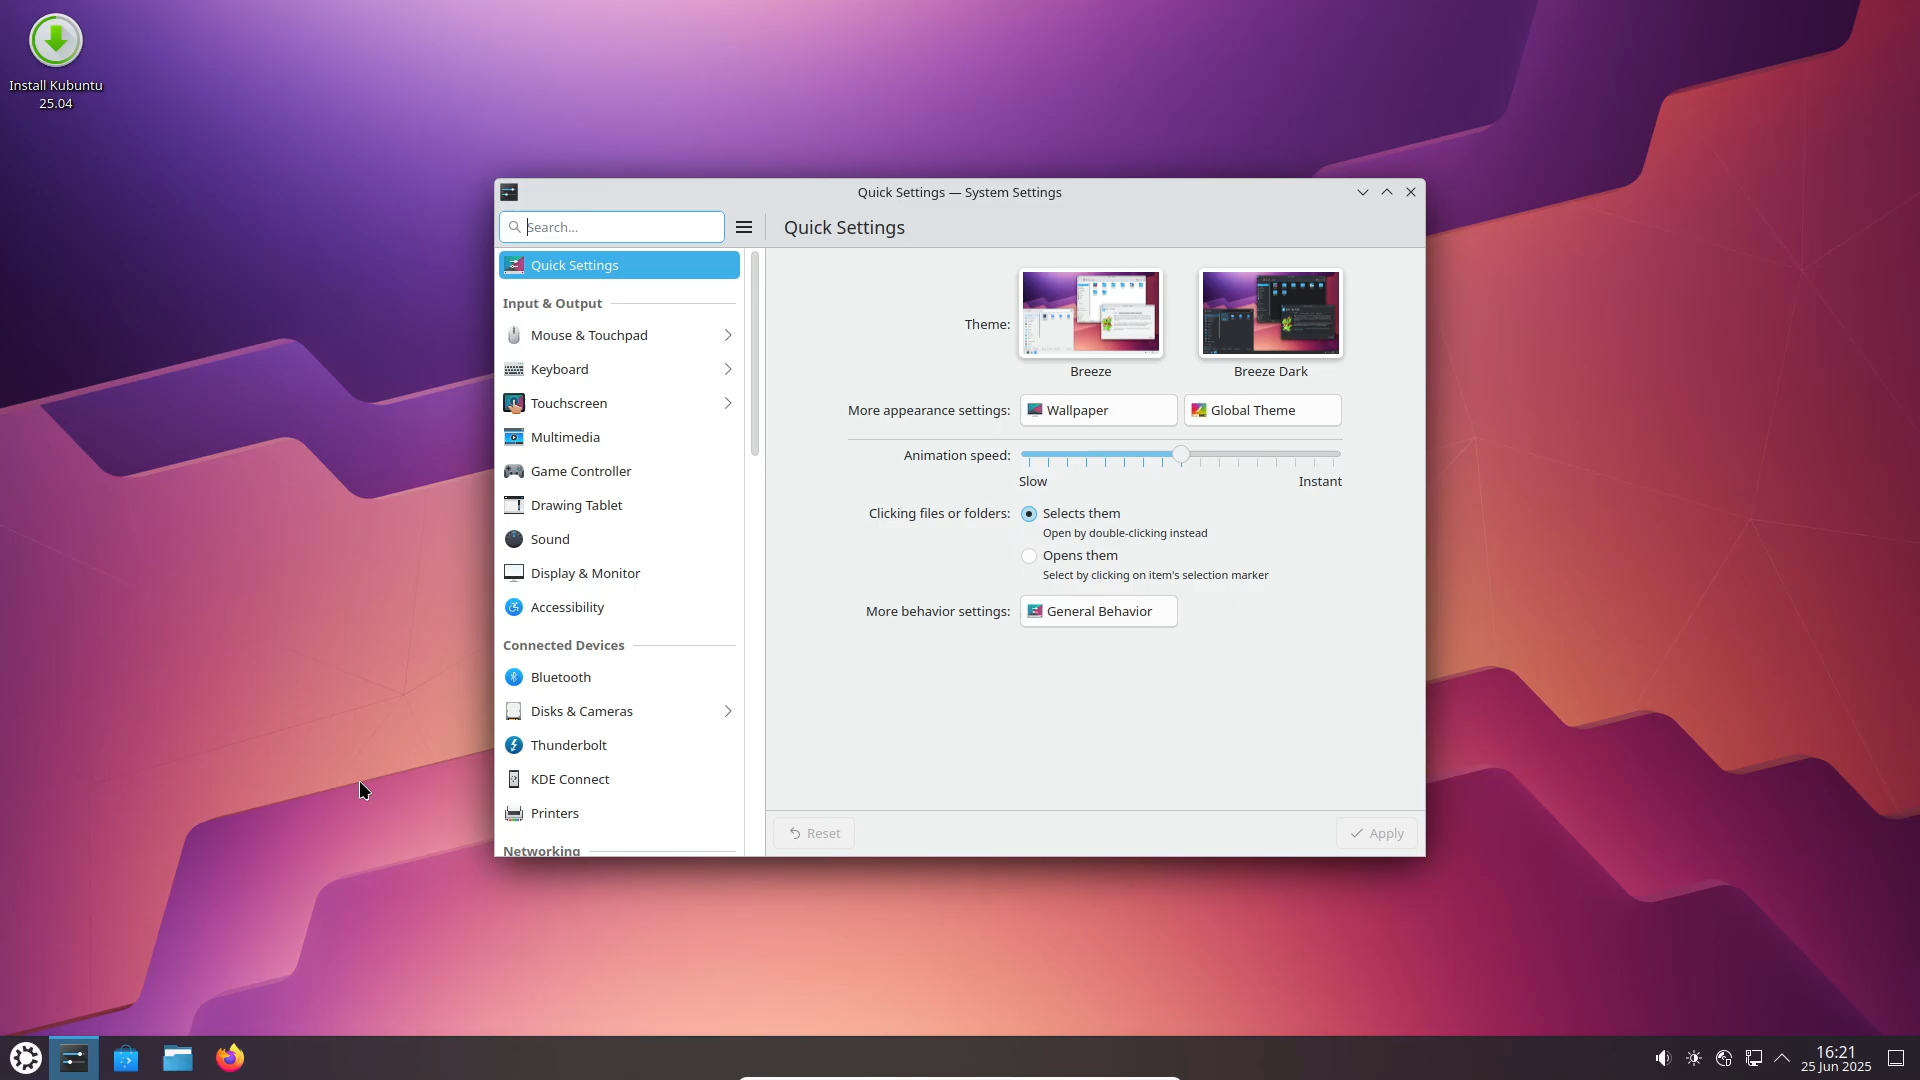 Install Kubuntu
25.04
Quick Settings — System Settings
Search...
Quick Settings
Quick Settings
Input & Output
Mouse & Touchpad
Keyboard
Touchscreen
Multimedia
Game Controller
Drawing Tablet
Sound
Display & Monitor
Accessibility
Connected Devices
Bluetooth
Disks & Cameras
Thunderbolt
KDE Connect
Printers
Networking
Theme:
Breeze Breeze Dark
More appearance settings: Wallpaper Global Theme
Animation speed:
Slow Instant
Clicking files or folders: Selects them
Open by double-clicking instead
Opens them
Select by clicking on item's selection marker
More behavior settings: General Behavior
Reset Apply
16:21
25 Jun 2025